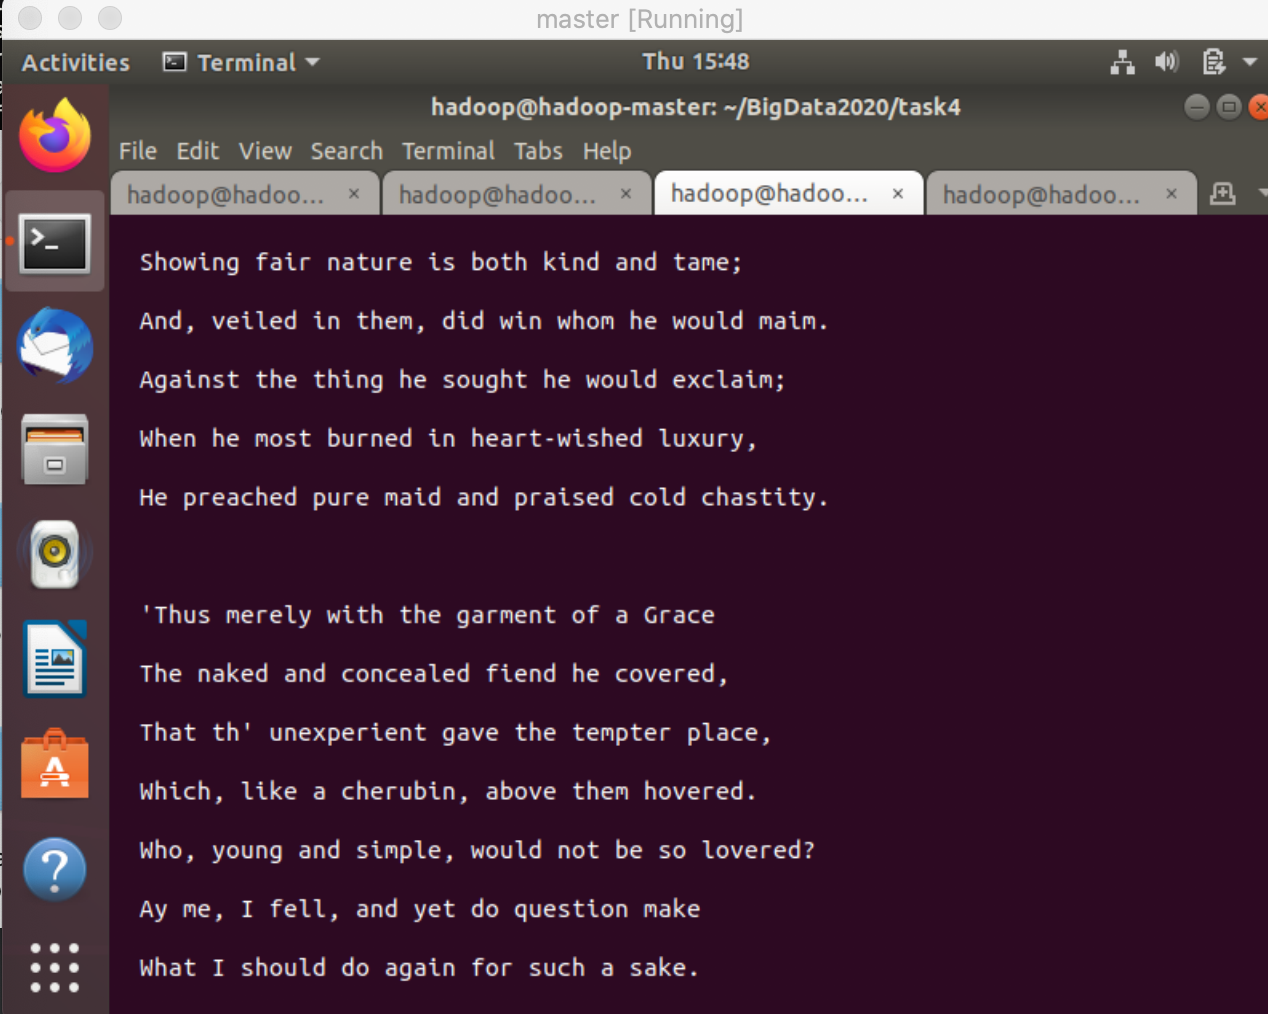 master [Running]
Activities Terminal Thu 15:48
hadoop@hadoop-master: ~/BigData2020/task4
File Edit View Search Terminal Tabs Help
hadoop@hadoo... × hadoop@hadoo... × hadoop@hadoo... × hadoop@hadoo... ×
Showing fair nature is both kind and tame;
And, veiled in them, did win whom he would maim.
Against the thing he sought he would exclaim;
When he most burned in heart-wished luxury,
He preached pure maid and praised cold chastity.
'Thus merely with the garment of a Grace
The naked and concealed fiend he covered,
That th' unexperient gave the tempter place,
Which, like a cherubin, above them hovered.
Who, young and simple, would not be so lovered?
Ay me, I fell, and yet do question make
What I should do again for such a sake.